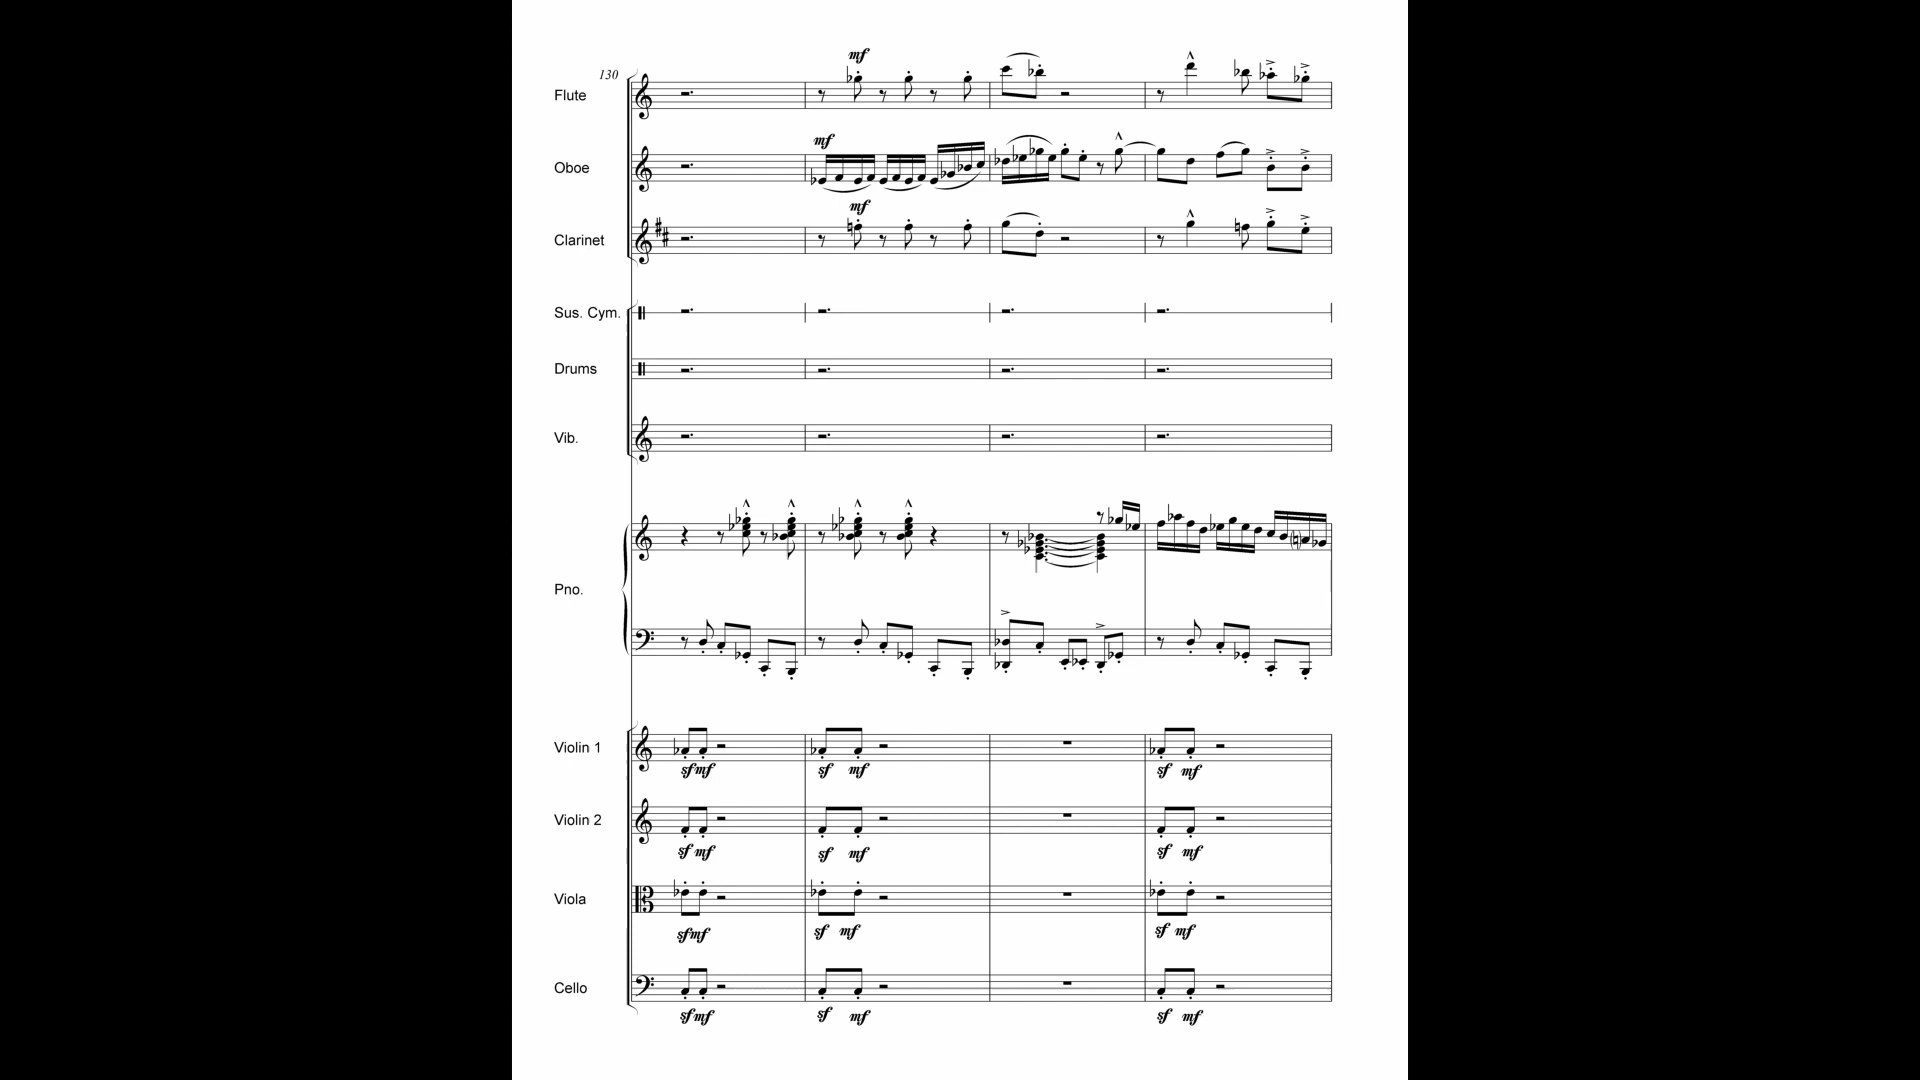 mf
130
Flute
mf
Oboe
mf
Clarinet
Sus. Cym.
Drums
Vib.
Pno.
Violin 1
sf mf sf mf sf mf
Violin 2
sf mf sf mf sf mf
Viola
sf mf sf mf sf mf
Cello
sf mf sf mf sf mf